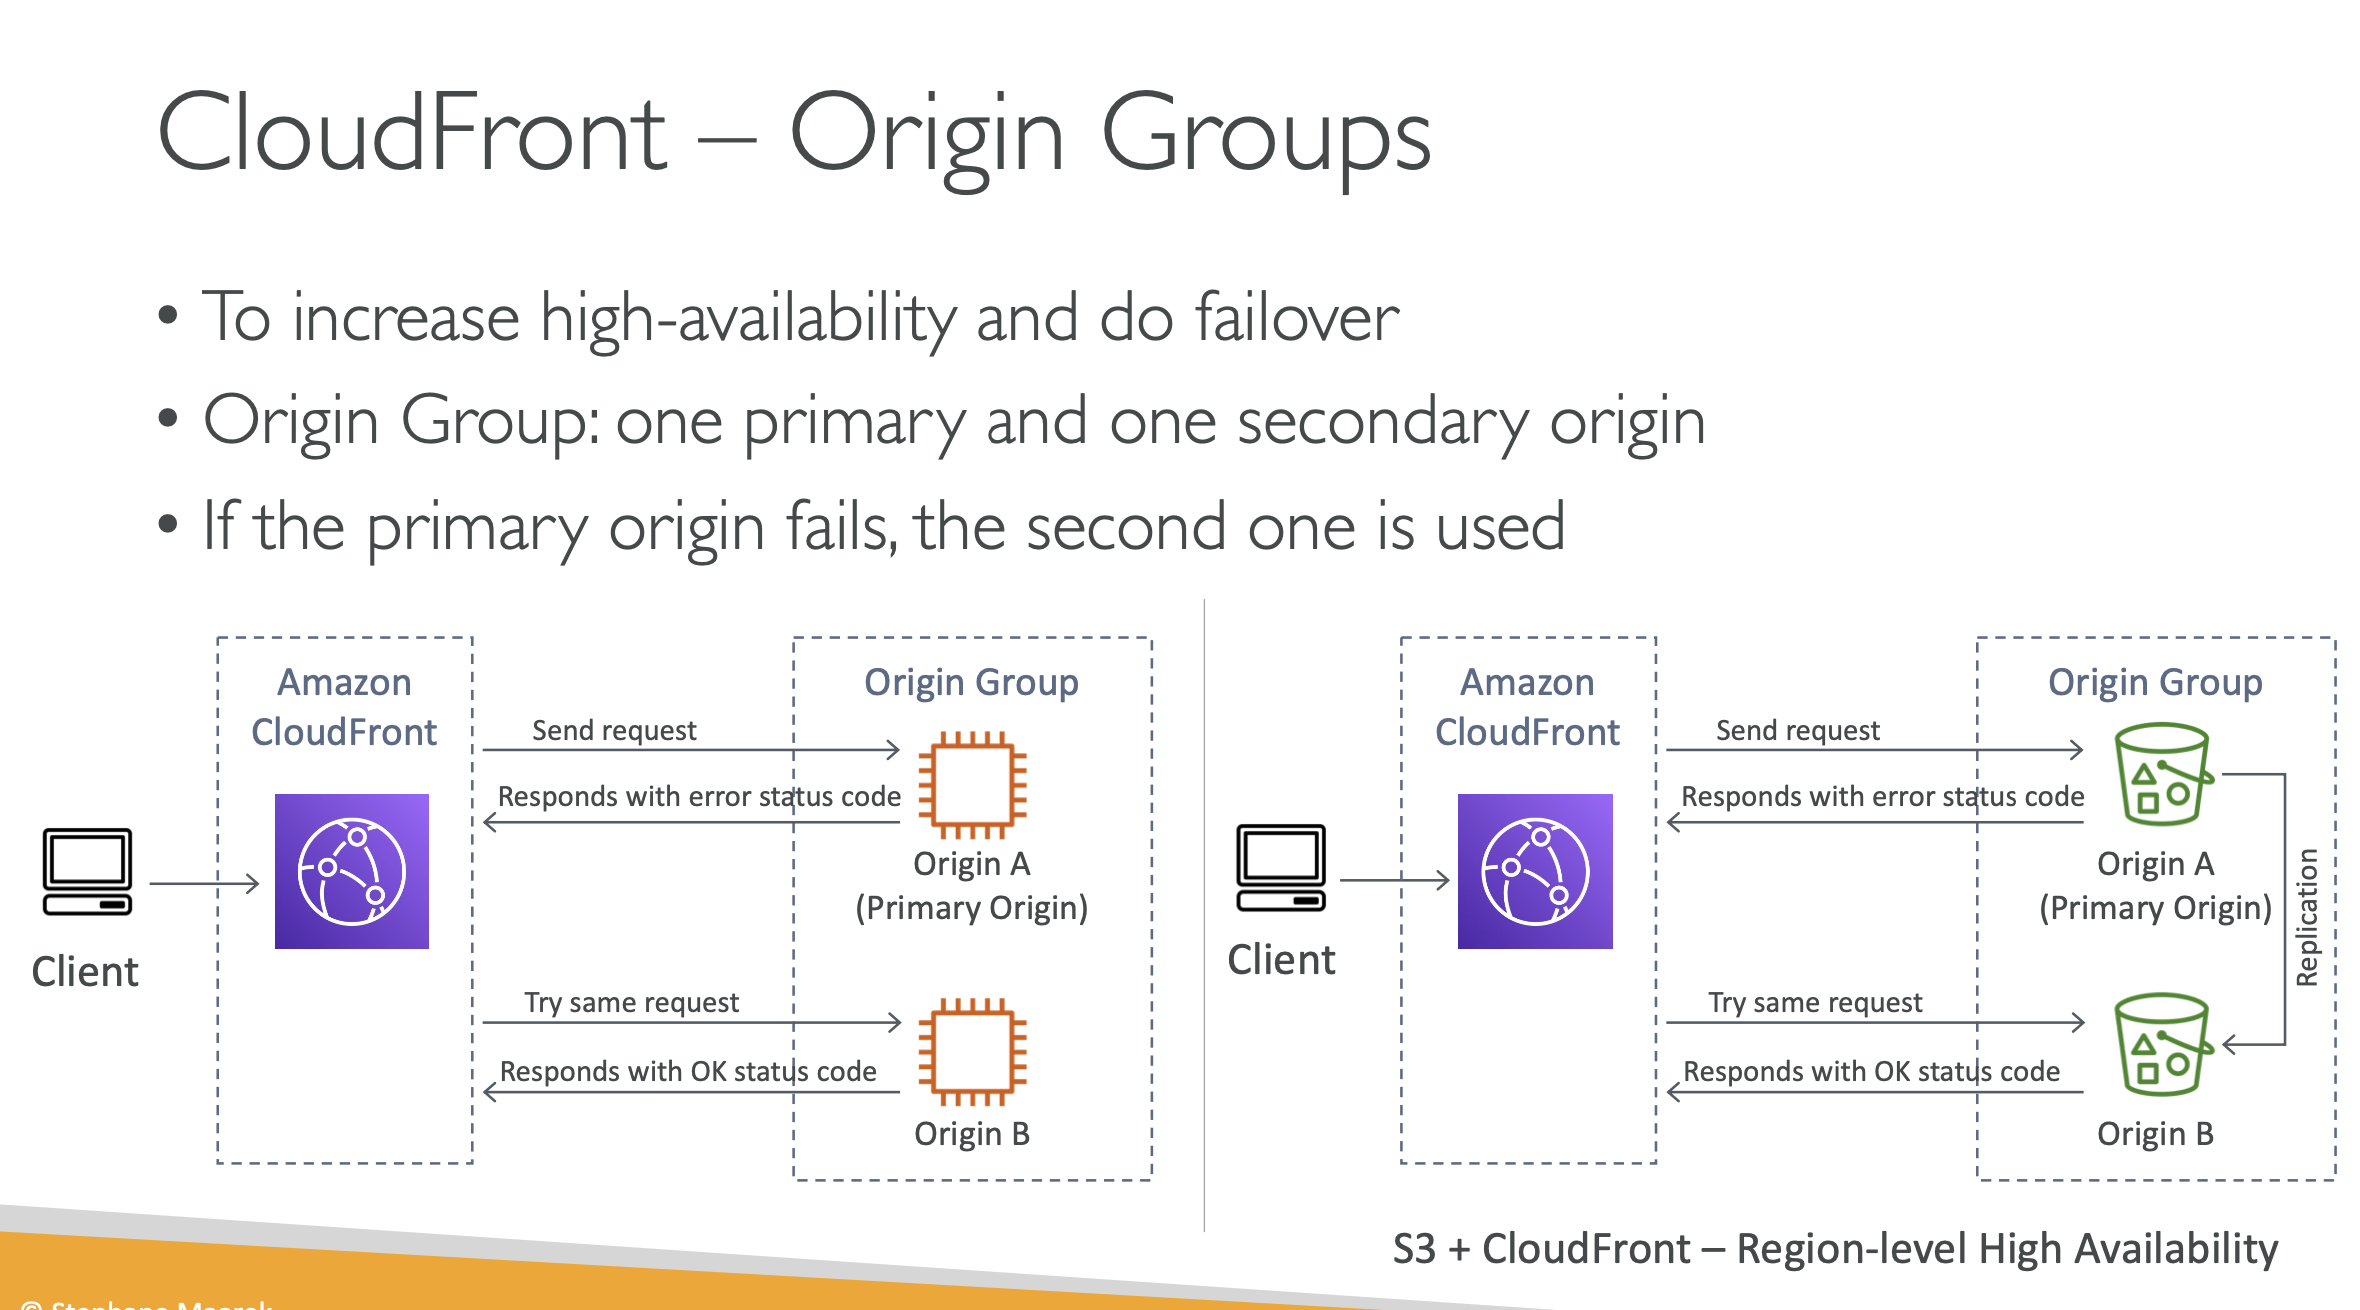 CloudFront – Origin Groups
• To increase high-availability and do failover
• Origin Group: one primary and one secondary origin
• If the primary origin fails, the second one is used
Amazon
CloudFront
Origin Group
Send request
Responds with error status code
Origin A
(Primary Origin)
Client
Try same request
Responds with OK status code
Origin B
Amazon
CloudFront
Origin Group
Send request
Responds with error status code
Origin A
(Primary Origin)
Replication
Client
Try same request
Responds with OK status code
Origin B
S3 + CloudFront – Region-level High Availability
© Stephane Maarek